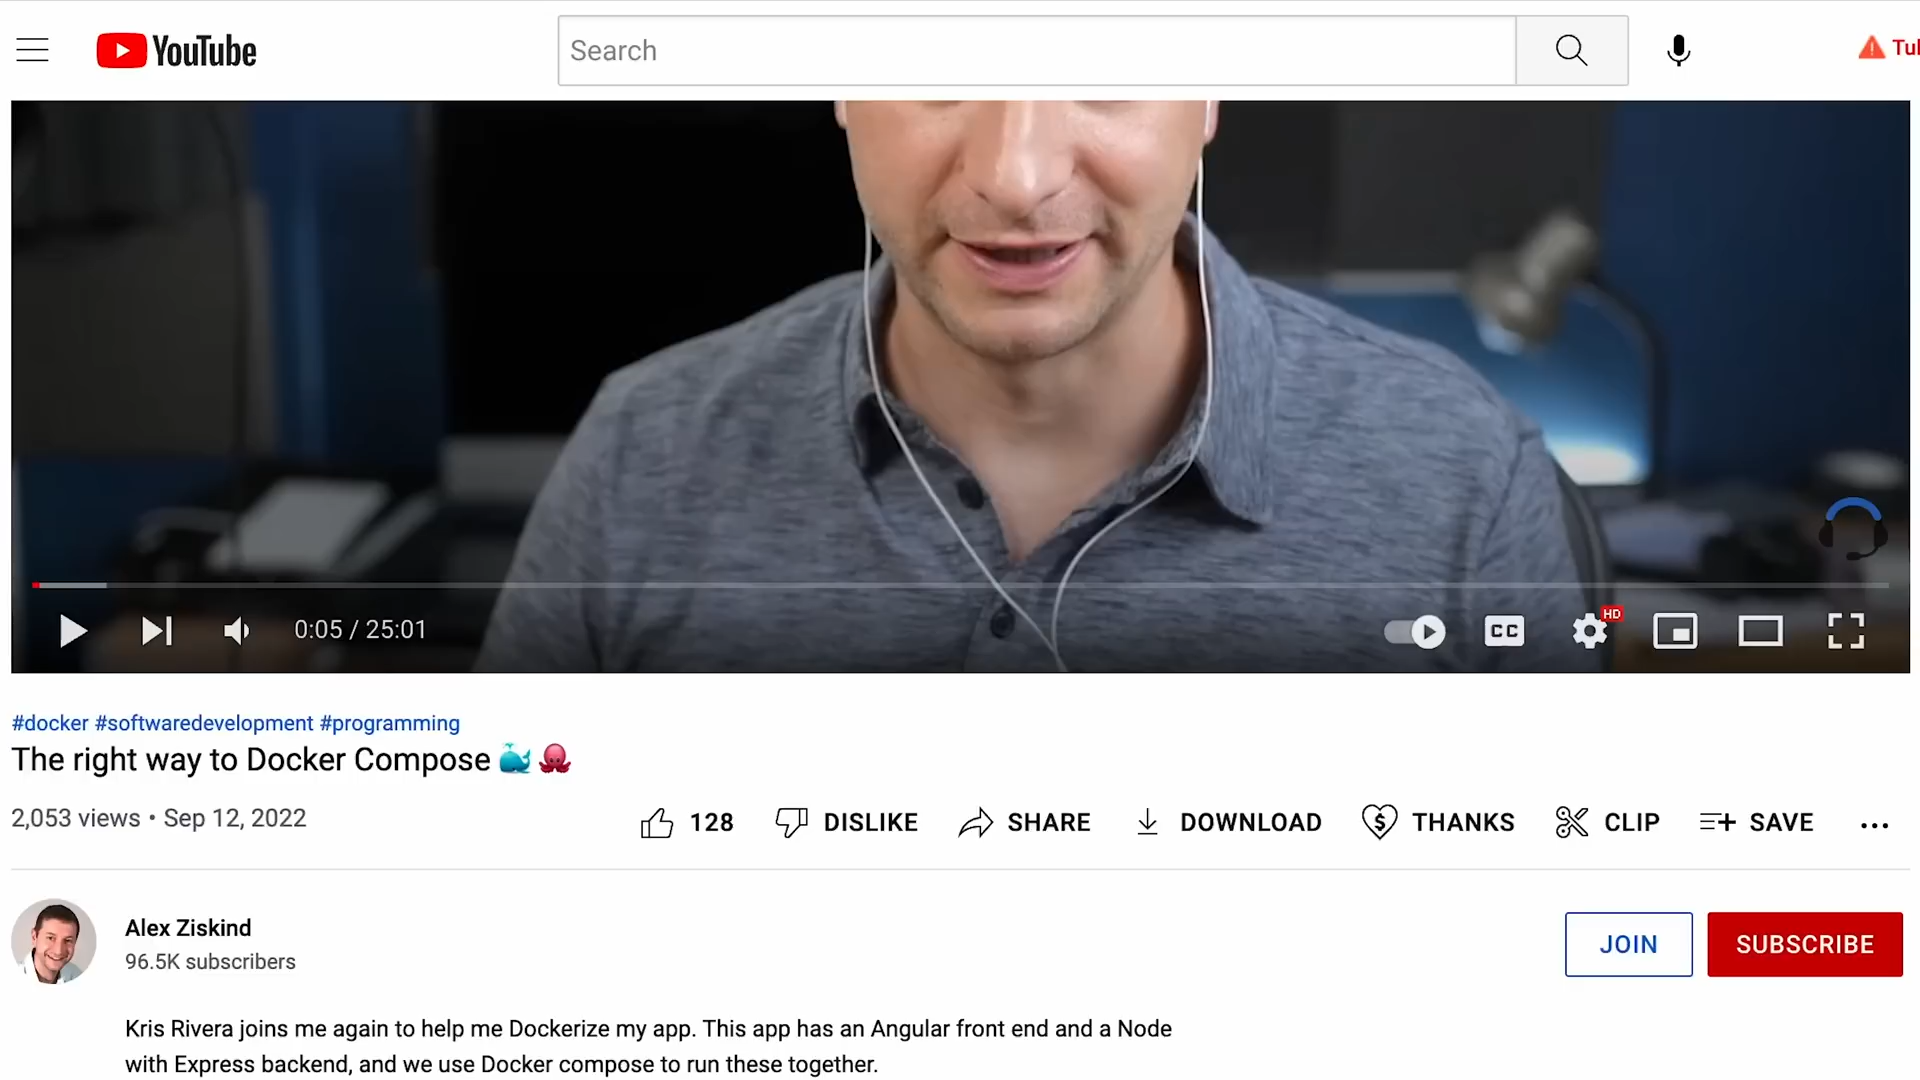 YouTube
Search
Tul
HD
CC
0:05 / 25:01
#docker #softwaredevelopment #programming
The right way to Docker Compose 🐳🐙
2,053 views • Sep 12, 2022
128 DISLIKE SHARE DOWNLOAD THANKS CLIP SAVE ...
Alex Ziskind
96.5K subscribers
JOIN SUBSCRIBE
Kris Rivera joins me again to help me Dockerize my app. This app has an Angular front end and a Node
with Express backend, and we use Docker compose to run these together.